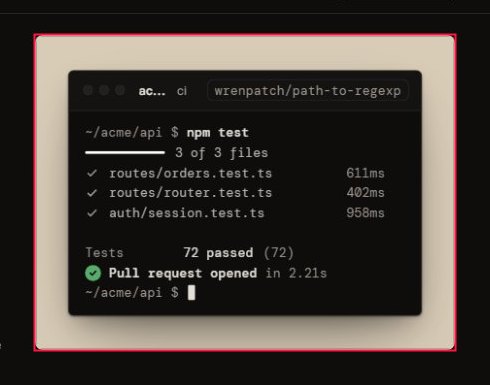 ac... ci wrenpatch/path-to-regexp
~/acme/api $ npm test
3 of 3 files
✓ routes/orders.test.ts 611ms
✓ routes/router.test.ts 402ms
✓ auth/session.test.ts 958ms
Tests 72 passed (72)
Pull request opened in 2.21s
~/acme/api $